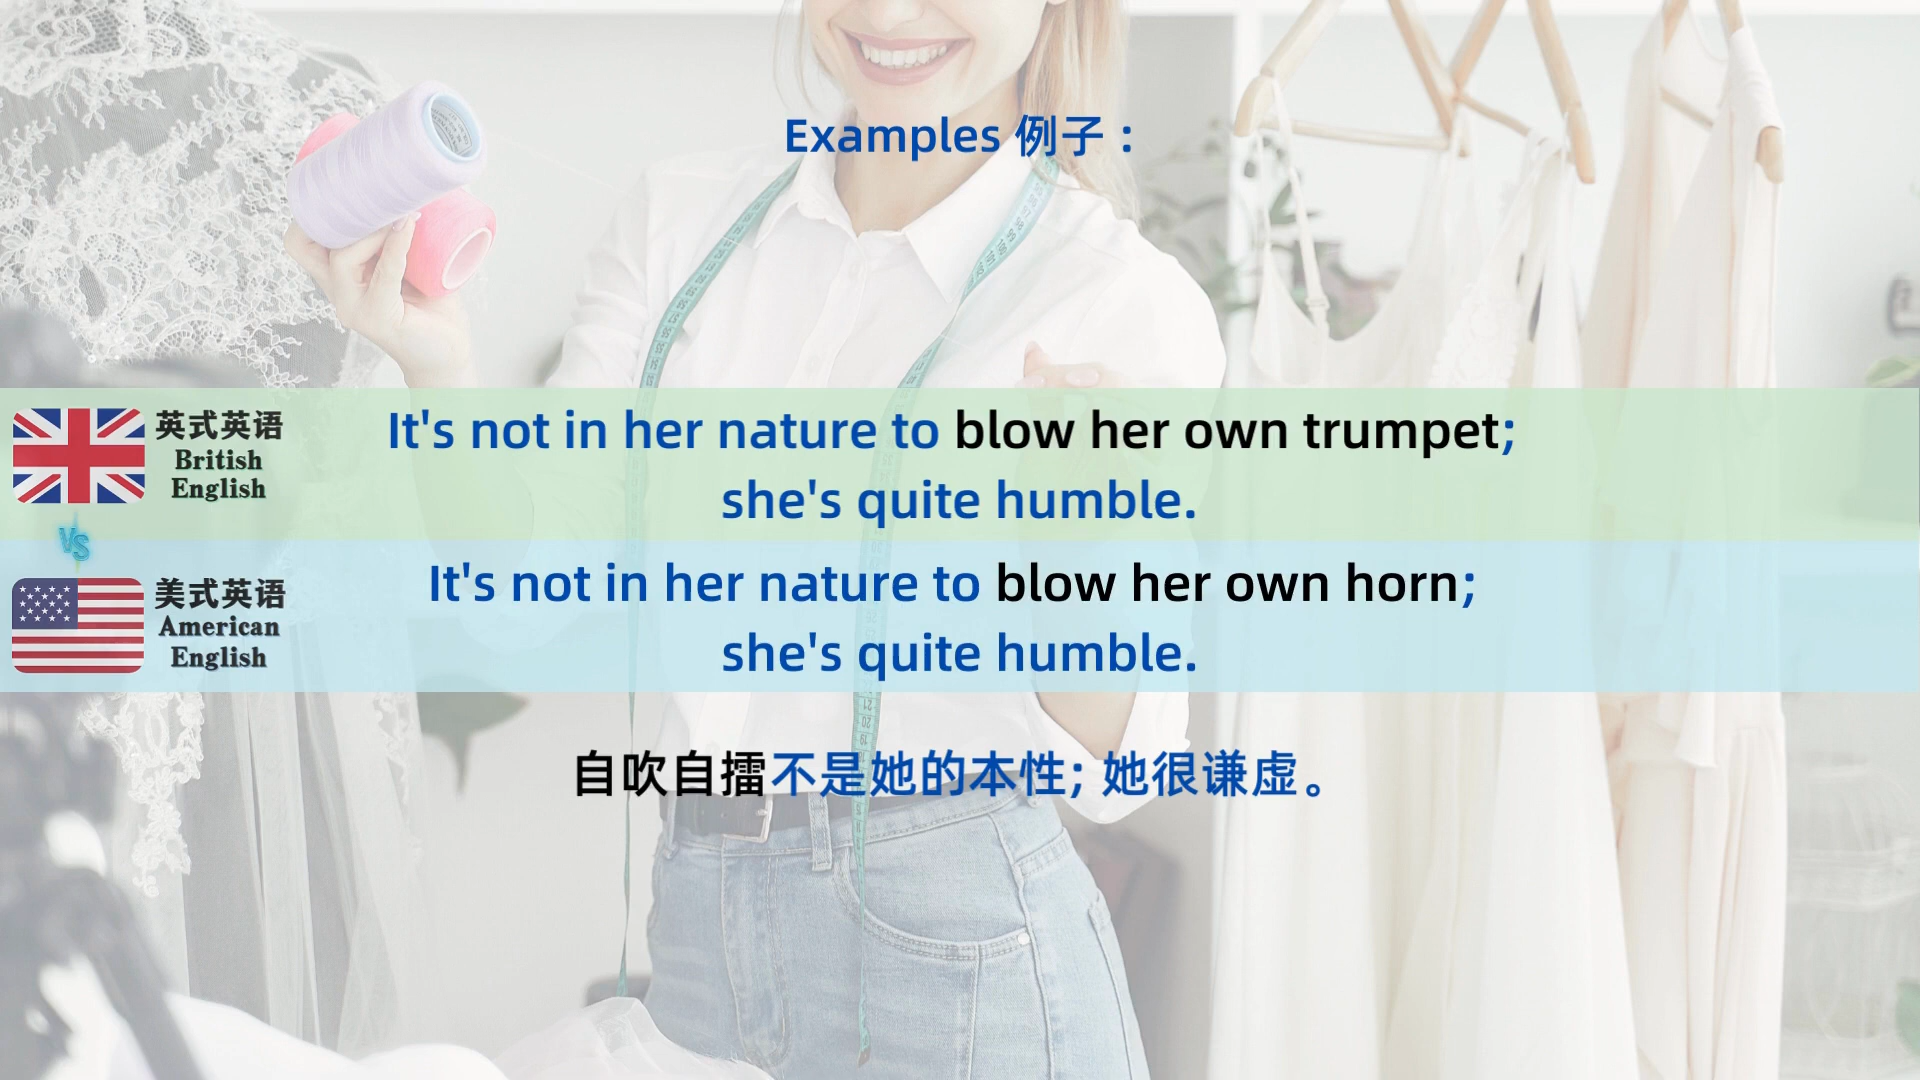 Examples 例子：
英式英语
British
English
It's not in her nature to blow her own trumpet;
she's quite humble.
VS
美式英语
American
English
It's not in her nature to blow her own horn;
she's quite humble.
自吹自擂不是她的本性; 她很谦虚。